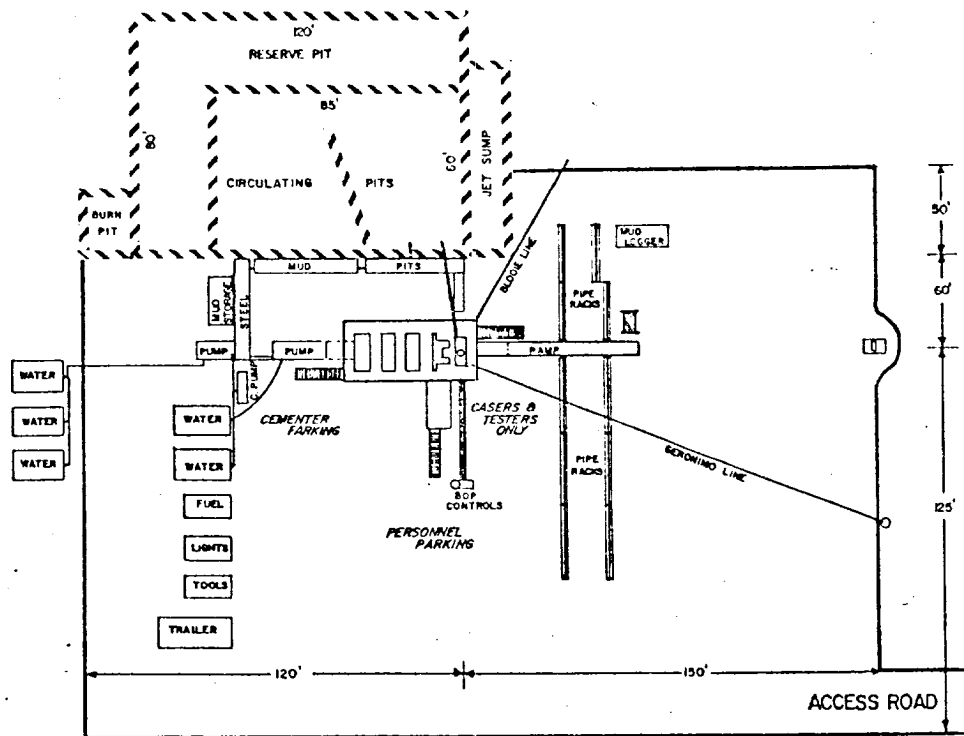 120'
RESERVE PIT
85'
80'
60'
CIRCULATING
PITS
JET SUMP
BURN
PIT
50'
BLOOIE LINE
MUD
LOGGER
MUD
PITS
MUD
STORAGE
STEEL
PIPE
RACKS
60'
PUMP
PUMP
RAMP
WATER
C PUMP
WATER
WATER
CEMENTER
PARKING
CASERS &
TESTERS
ONLY
GERONIMO LINE
WATER
WATER
PIPE
RACKS
BOP
CONTROLS
FUEL
125'
PERSONNEL
PARKING
LIGHTS
TOOLS
TRAILER
120'
150'
ACCESS ROAD